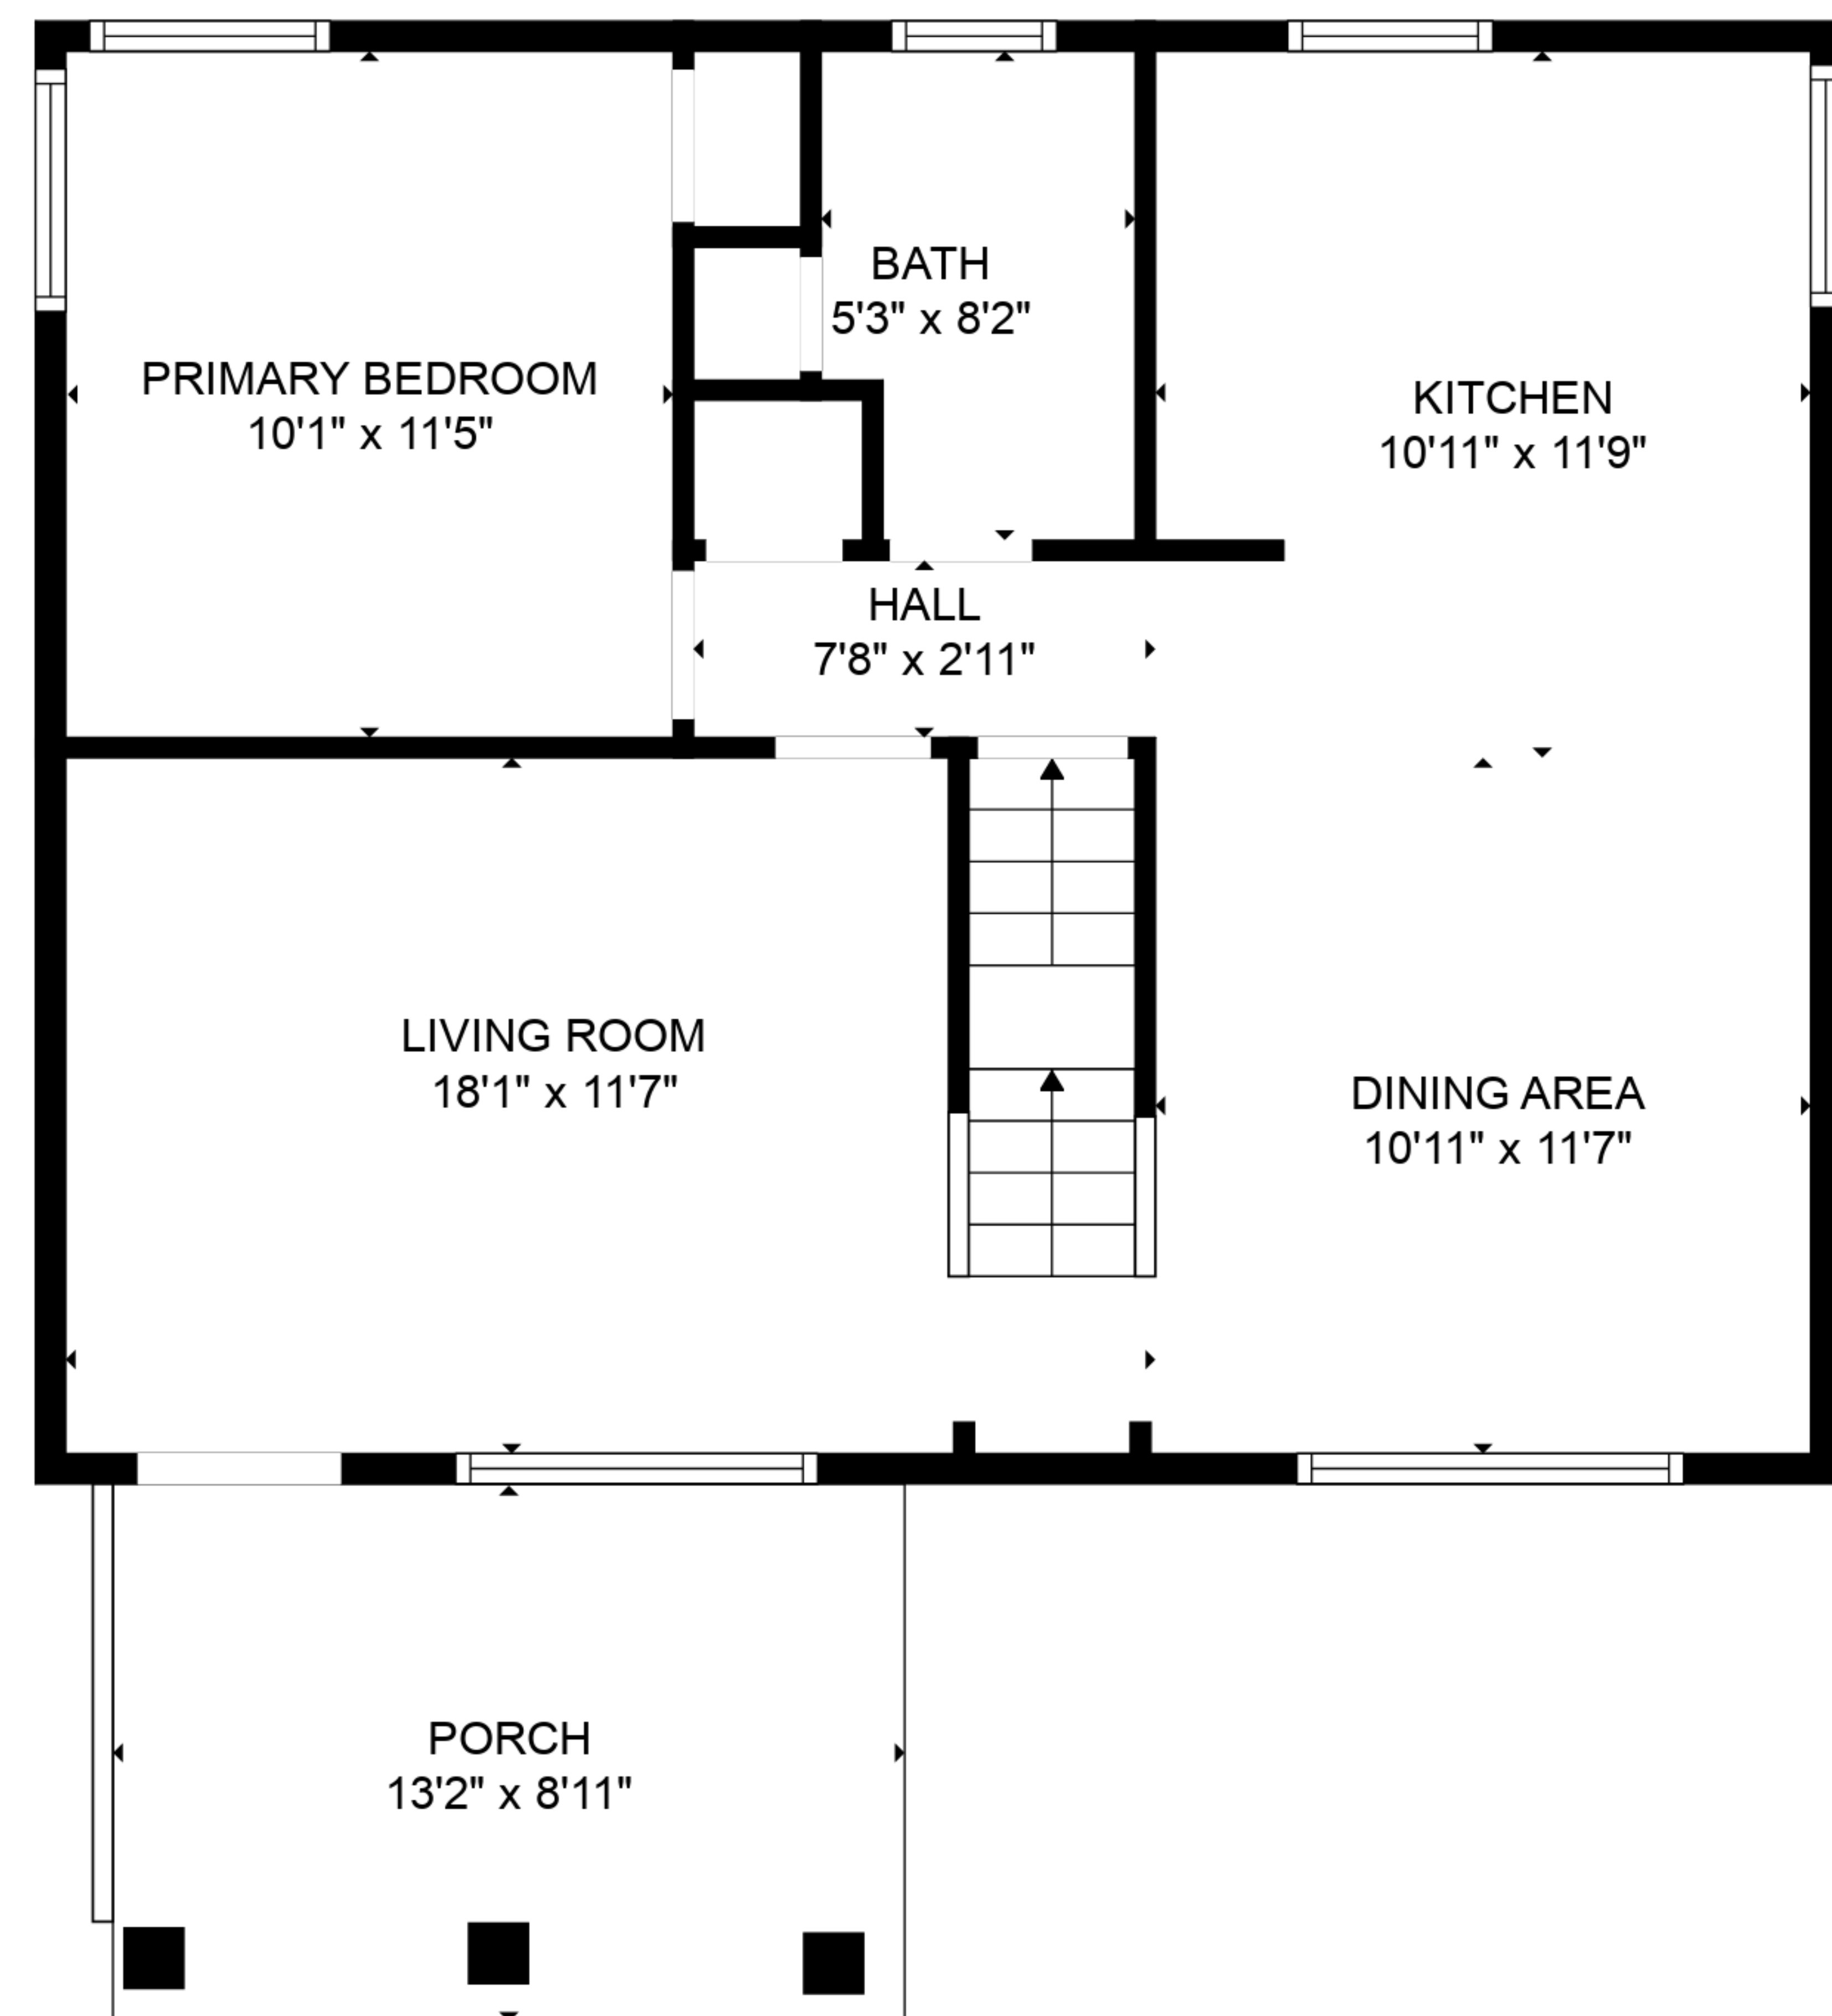 BATH
5'3" x 8'2"
PRIMARY BEDROOM
10'1" x 11'5"
KITCHEN
10'11" x 11'9"
HALL
7'8" x 2'11"
LIVING ROOM
18'1" x 11'7"
DINING AREA
10'11" x 11'7"
PORCH
13'2" x 8'11"